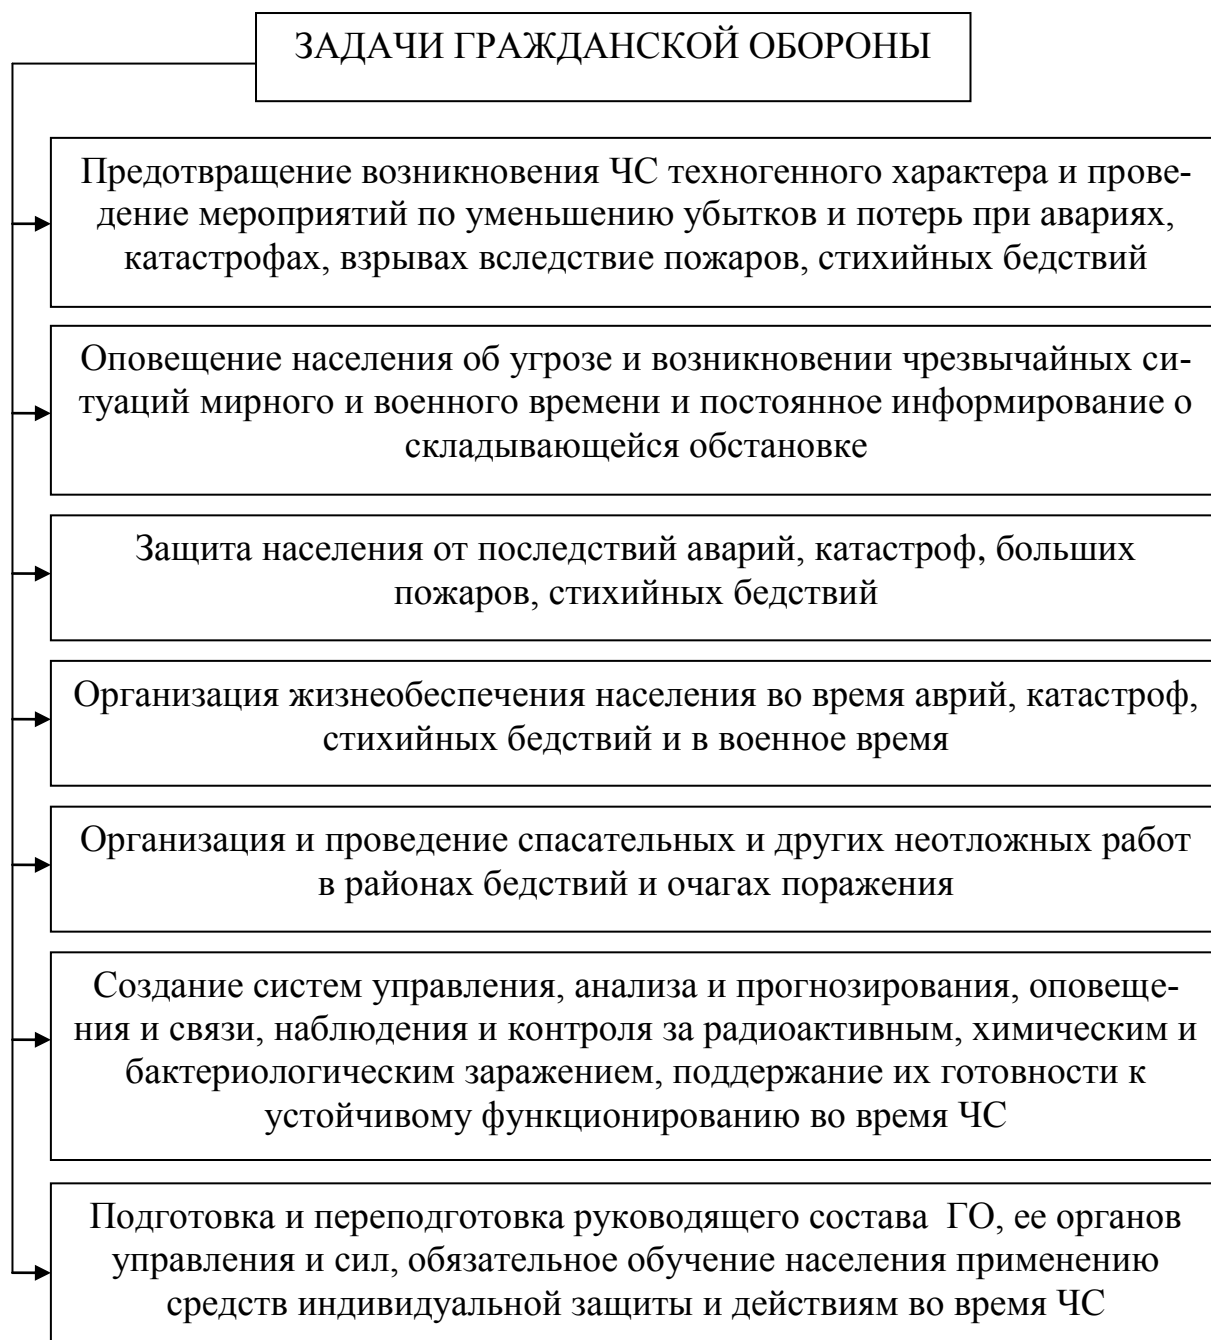 ЗАДАЧИ ГРАЖДАНСКОЙ ОБОРОНЫ
Предотвращение возникновения ЧС техногенного характера и прове-
дение мероприятий по уменьшению убытков и потерь при авариях,
катастрофах, взрывах вследствие пожаров, стихийных бедствий
Оповещение населения об угрозе и возникновении чрезвычайных си-
туаций мирного и военного времени и постоянное информирование о
складывающейся обстановке
Защита населения от последствий аварий, катастроф, больших
пожаров, стихийных бедствий
Организация жизнеобеспечения населения во время аврий, катастроф,
стихийных бедствий и в военное время
Организация и проведение спасательных и других неотложных работ
в районах бедствий и очагах поражения
Создание систем управления, анализа и прогнозирования, оповеще-
ния и связи, наблюдения и контроля за радиоактивным, химическим и
бактериологическим заражением, поддержание их готовности к
устойчивому функционированию во время ЧС
Подготовка и переподготовка руководящего состава ГО, ее органов
управления и сил, обязательное обучение населения применению
средств индивидуальной защиты и действиям во время ЧС